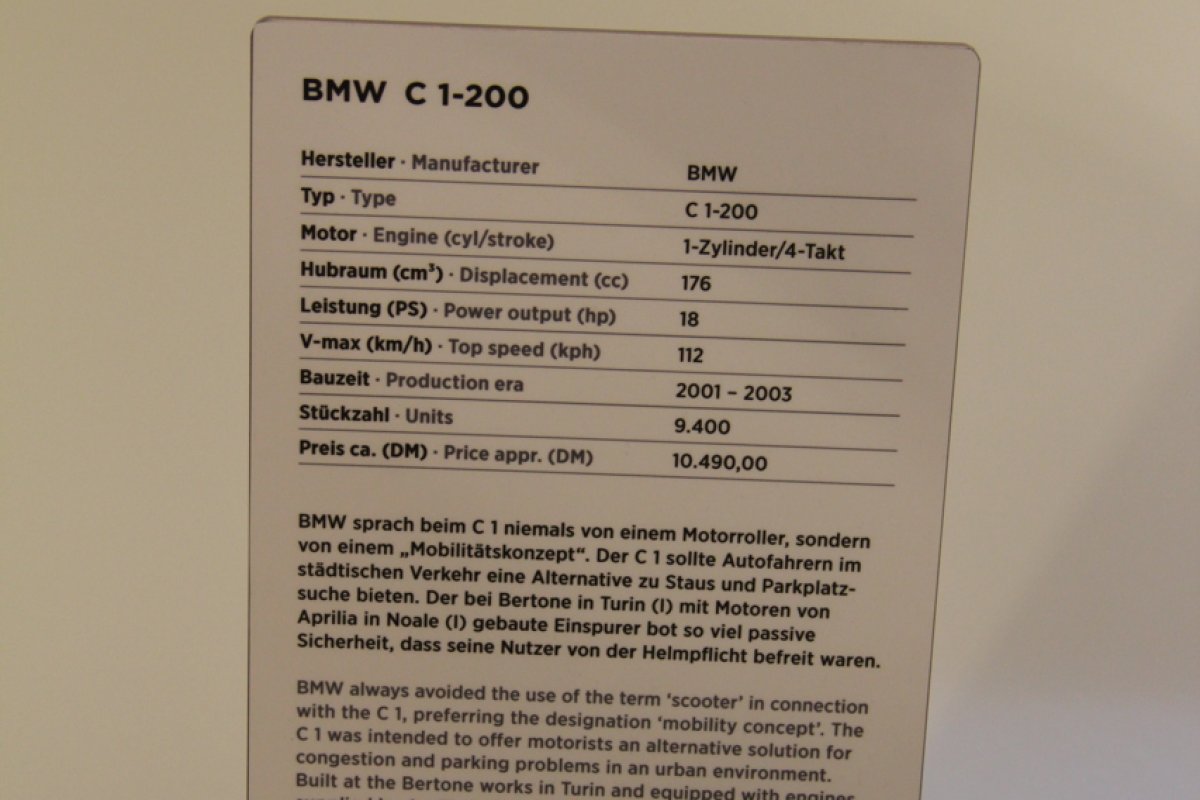 BMW C 1-200
Hersteller · Manufacturer BMW
Typ · Type C 1-200
Motor · Engine (cyl/stroke) 1-Zylinder/4-Takt
Hubraum (cm³) · Displacement (cc) 176
Leistung (PS) · Power output (hp) 18
V-max (km/h) · Top speed (kph) 112
Bauzeit · Production era 2001 – 2003
Stückzahl · Units 9.400
Preis ca. (DM) · Price appr. (DM) 10.490,00
BMW sprach beim C 1 niemals von einem Motorroller, sondern
von einem „Mobilitätskonzept“. Der C 1 sollte Autofahrern im
städtischen Verkehr eine Alternative zu Staus und Parkplatz-
suche bieten. Der bei Bertone in Turin (I) mit Motoren von
Aprilia in Noale (I) gebaute Einspurer bot so viel passive
Sicherheit, dass seine Nutzer von der Helmpflicht befreit waren.
BMW always avoided the use of the term ‘scooter’ in connection
with the C 1, preferring the designation ‘mobility concept’. The
C 1 was intended to offer motorists an alternative solution for
congestion and parking problems in an urban environment.
Built at the Bertone works in Turin and equipped with engines